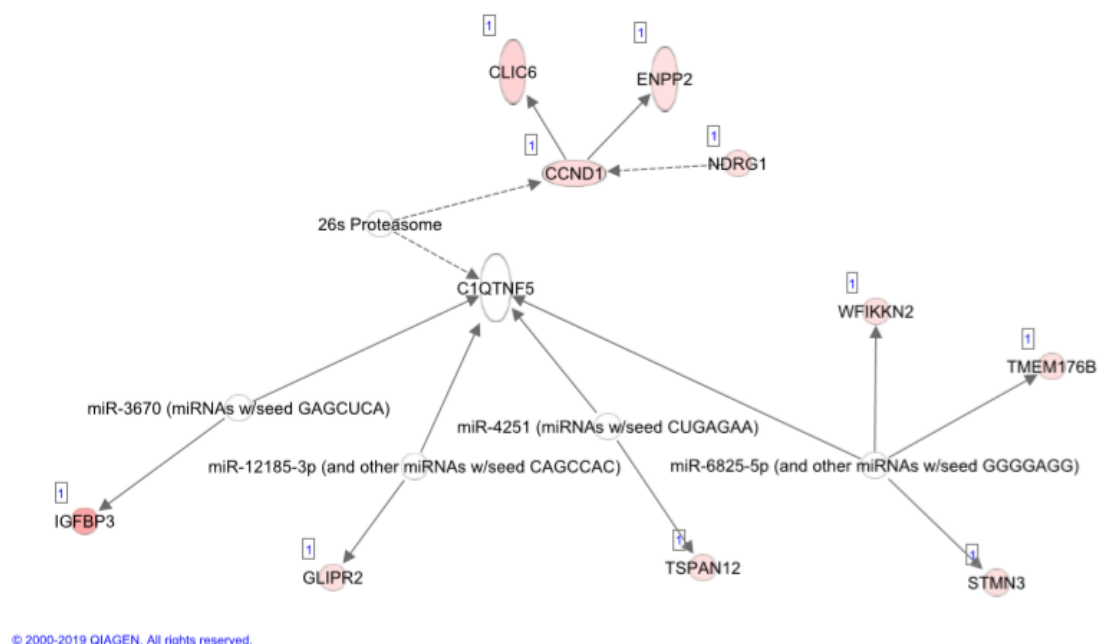 1
1
CLIC6
ENPP2
1
1
CCND1
NDRG1
26s Proteasome
C1QTNF5
1
WFIKKN2
1
TMEM176B
miR-3670 (miRNAs w/seed GAGCUCA)
miR-4251 (miRNAs w/seed CUGAGAA)
miR-12185-3p (and other miRNAs w/seed CAGCCAC)
miR-6825-5p (and other miRNAs w/seed GGGGAGG)
1
IGFBP3
1
GLIPR2
1
TSPAN12
1
STMN3
© 2000-2019 QIAGEN. All rights reserved.